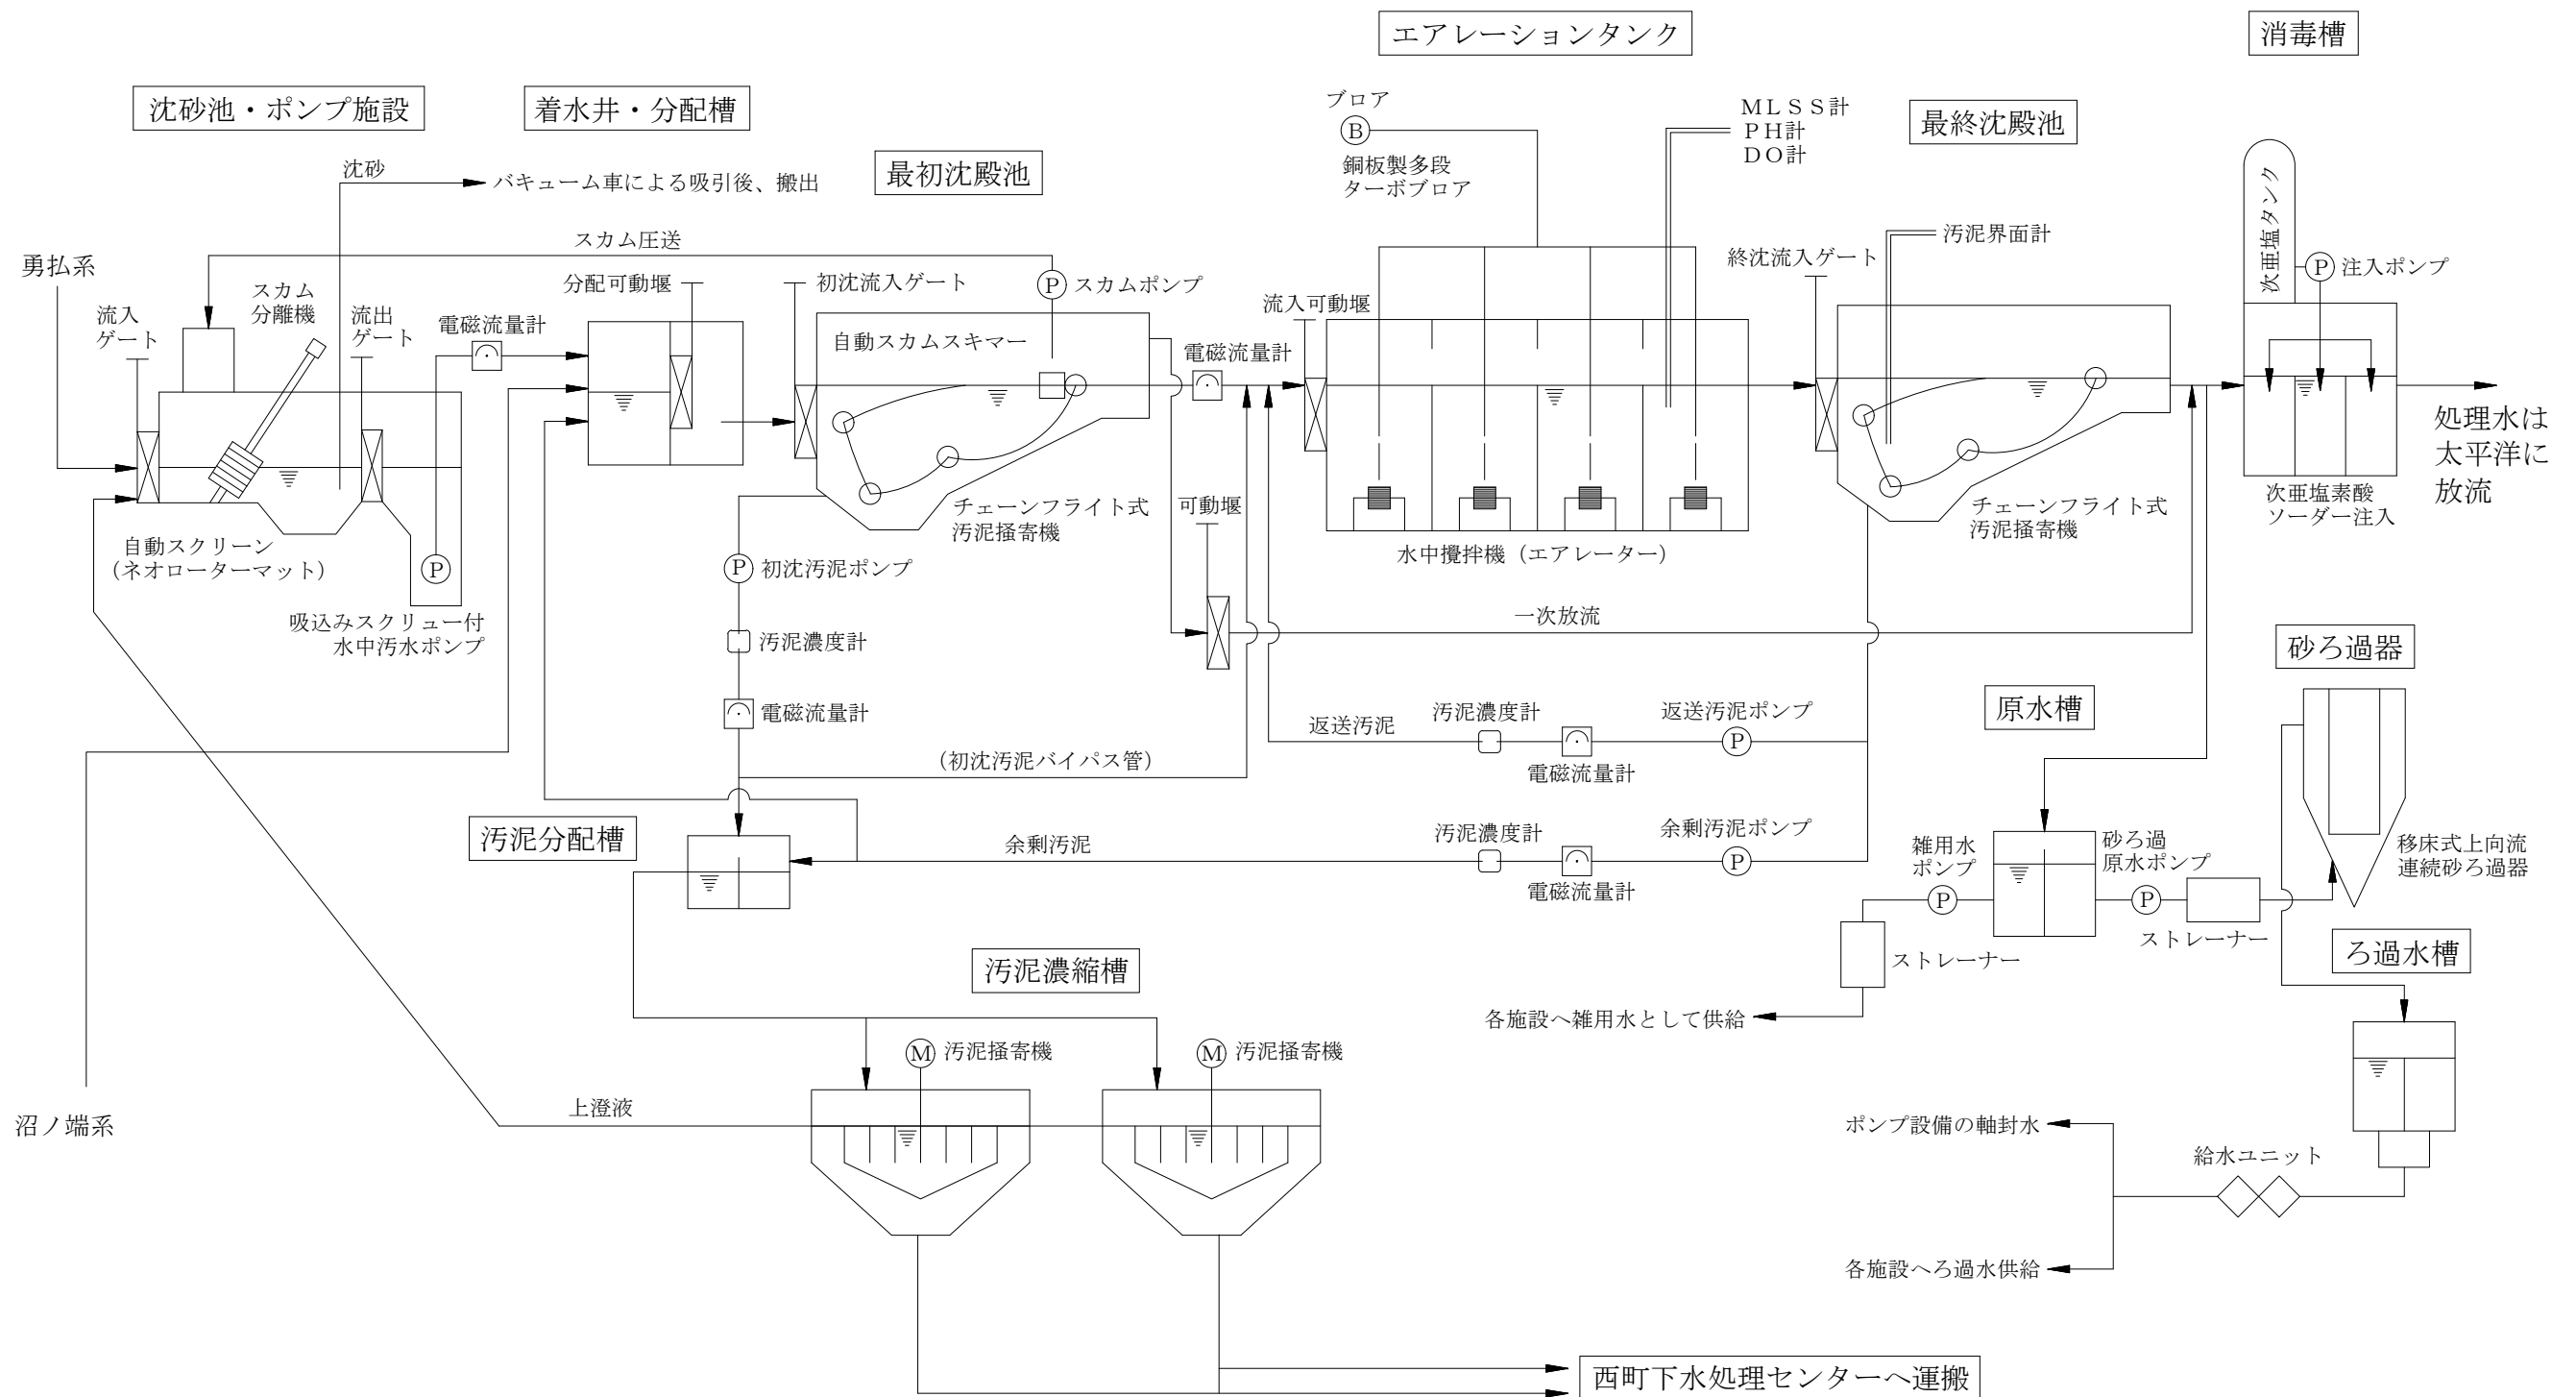 エアレーションタンク
消毒槽
沈砂池・ポンプ施設
着水井・分配槽
ブロア
B
MLSS計
PH計
DO計
最終沈殿池
最初沈殿池
沈砂
バキューム車による吸引後、搬出
銅板製多段
ターボブロア
次亜塩タンク
スカム圧送
汚泥界面計
勇払系
スカム
分離機
流入
ゲート
流出
ゲート
電磁流量計
分配可動堰
初沈流入ゲート
P
スカムポンプ
流入可動堰
終沈流入ゲート
P
注入ポンプ
自動スカムスキマー
電磁流量計
処理水は
太平洋に
放流
次亜塩素酸
ソーダー注入
チェーンフライト式
汚泥掻寄機
可動堰
チェーンフライト式
汚泥掻寄機
自動スクリーン
(ネオローターマット)
P
P
初沈汚泥ポンプ
水中攪拌機(エアレーター)
吸込みスクリュー付
水中汚水ポンプ
汚泥濃度計
一次放流
砂ろ過器
電磁流量計
返送汚泥
汚泥濃度計
返送汚泥ポンプ
P
電磁流量計
原水槽
(初沈汚泥バイパス管)
汚泥分配槽
余剰汚泥
汚泥濃度計
余剰汚泥ポンプ
P
電磁流量計
雑用水
ポンプ
P
砂ろ過
原水ポンプ
P
移床式上向流
連続砂ろ過器
ストレーナー
ストレーナー
ろ過水槽
汚泥濃縮槽
各施設へ雑用水として供給
M
汚泥掻寄機
M
汚泥掻寄機
上澄液
沼ノ端系
ポンプ設備の軸封水
給水ユニット
各施設へろ過水供給
西町下水処理センターへ運搬